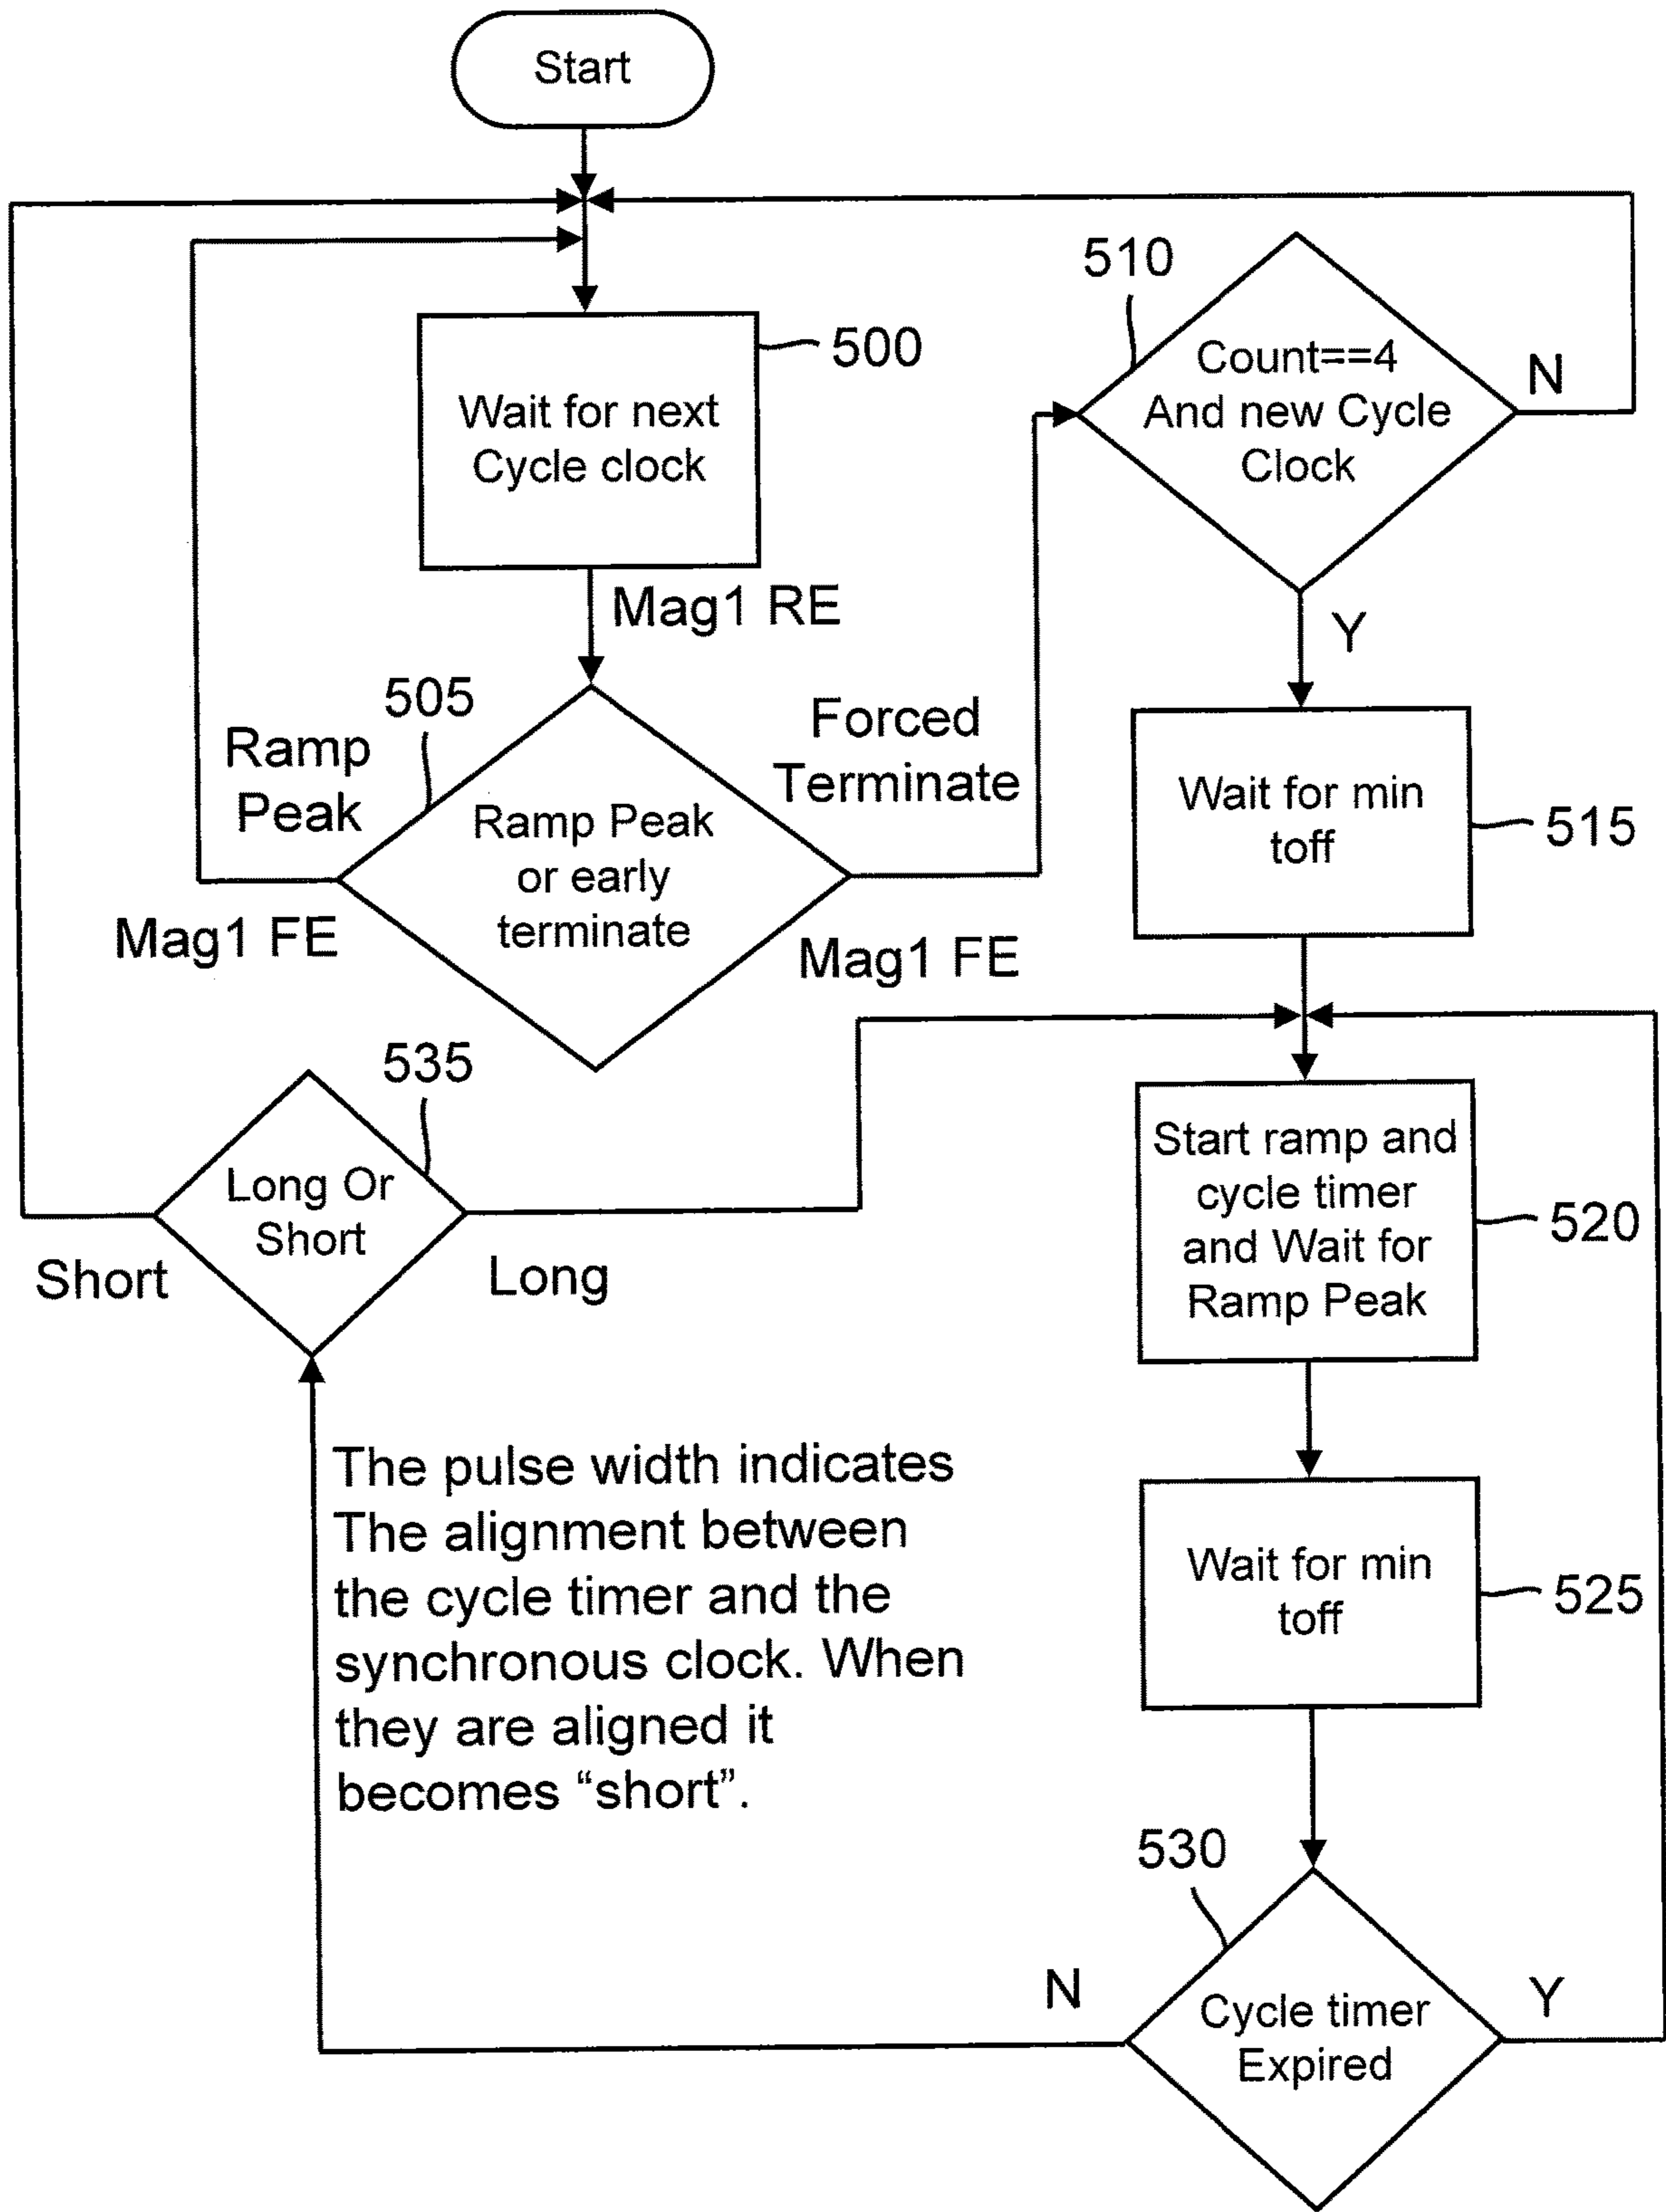 Start
500
Wait for next
Cycle clock
Mag1 RE
505
Ramp
Peak
Ramp Peak
or early
terminate
Forced
Terminate
Mag1 FE
Mag1 FE
510
Count==4
And new Cycle
Clock
N
Y
Wait for min
toff
515
Start ramp and
cycle timer
and Wait for
Ramp Peak
520
Wait for min
toff
525
530
Cycle timer
Expired
N
Y
535
Long Or
Short
Short
Long
The pulse width indicates
The alignment between
the cycle timer and the
synchronous clock. When
they are aligned it
becomes “short”.